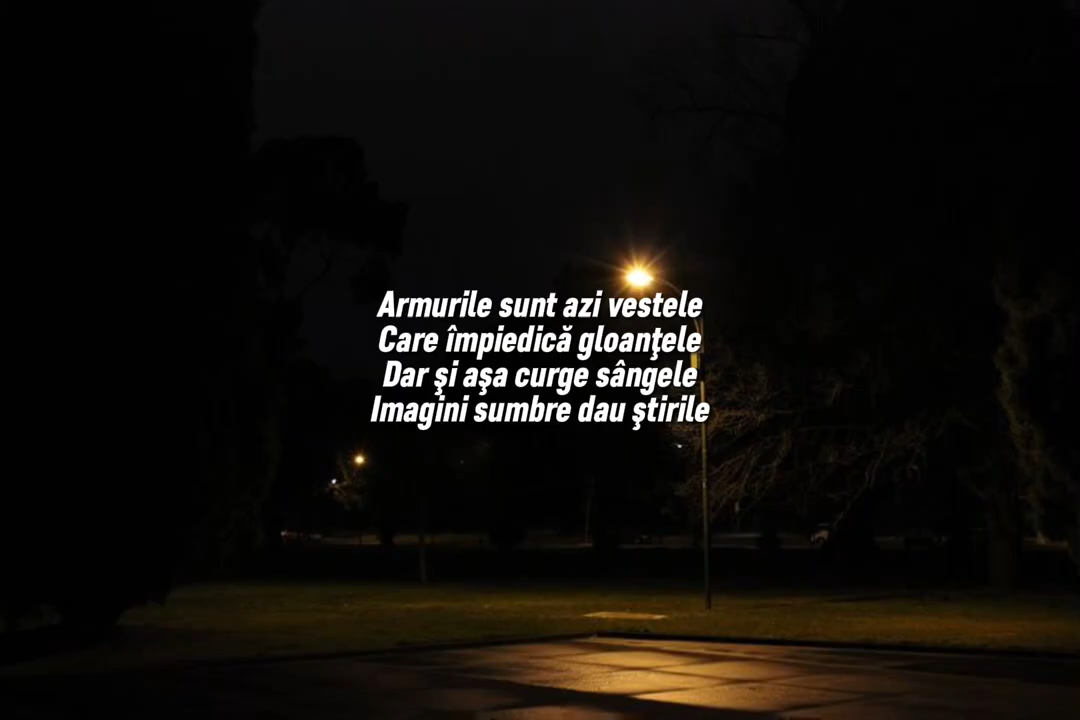 Armurile sunt azi vestele
Care împiedică gloanţele
Dar şi aşa curge sângele
Imagini sumbre dau ştirile